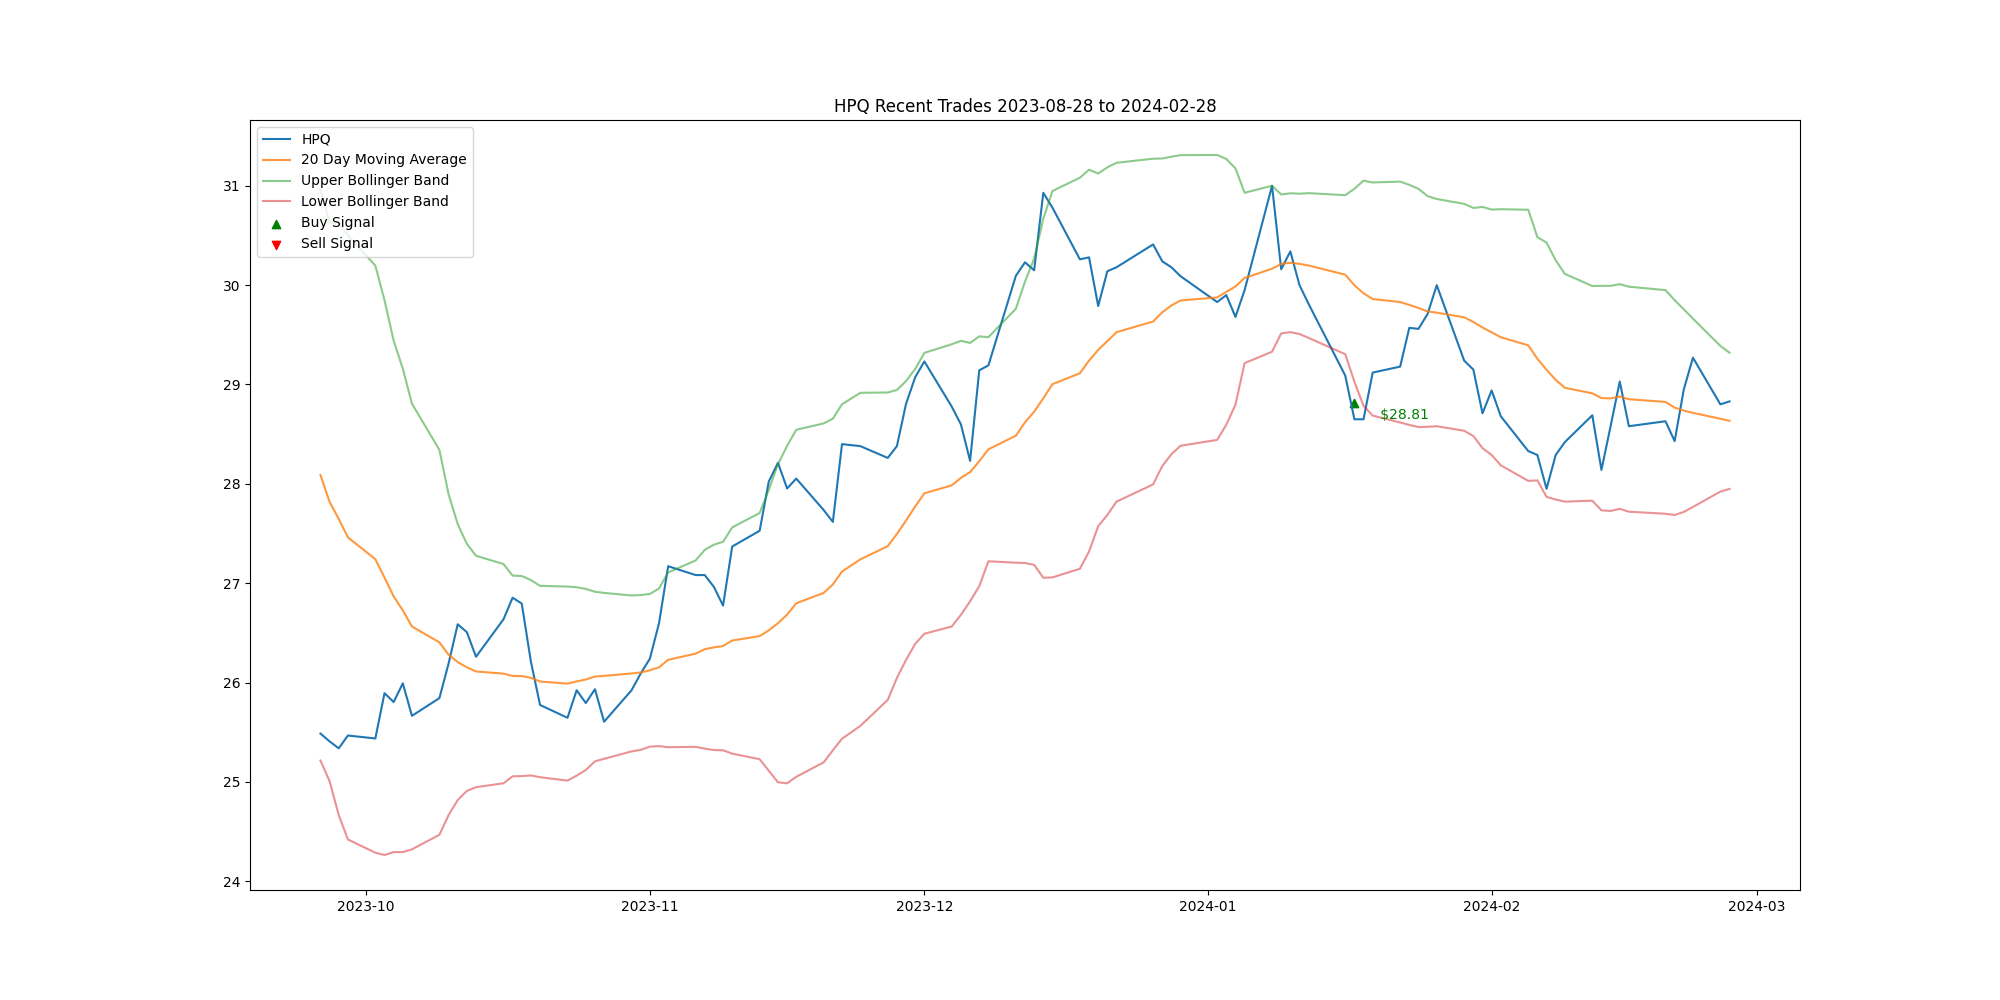 HPQ Recent Trades 2023-08-28 to 2024-02-28
HPQ
20 Day Moving Average
Upper Bollinger Band
Lower Bollinger Band
Buy Signal
Sell Signal
31
30
29
28
27
26
25
24
$28.81
2023-10
2023-11
2023-12
2024-01
2024-02
2024-03